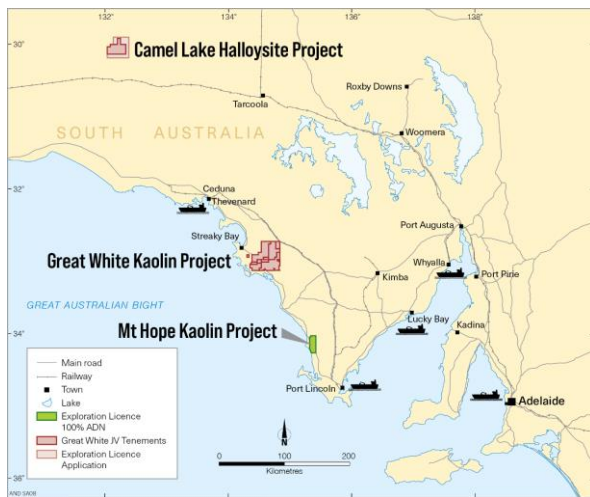 132°
134°
136°
138°
30°
Camel Lake Halloysite Project
Roxby Downs
Tarcoola
Woomera
SOUTH AUSTRALIA
32°
Ceduna
Thevenard
Port Augusta
Streaky Bay
Great White Kaolin Project
Whyalla
Kimba
Port Pirie
GREAT AUSTRALIAN BIGHT
Lucky Bay
Mt Hope Kaolin Project
Kadina
34°
Main road
Railway
Town
Lake
Exploration Licence
100% ADN
Great White JV Tenements
Exploration Licence
Application
Port Lincoln
Adelaide
N
0 100 200
Kilometres
36°